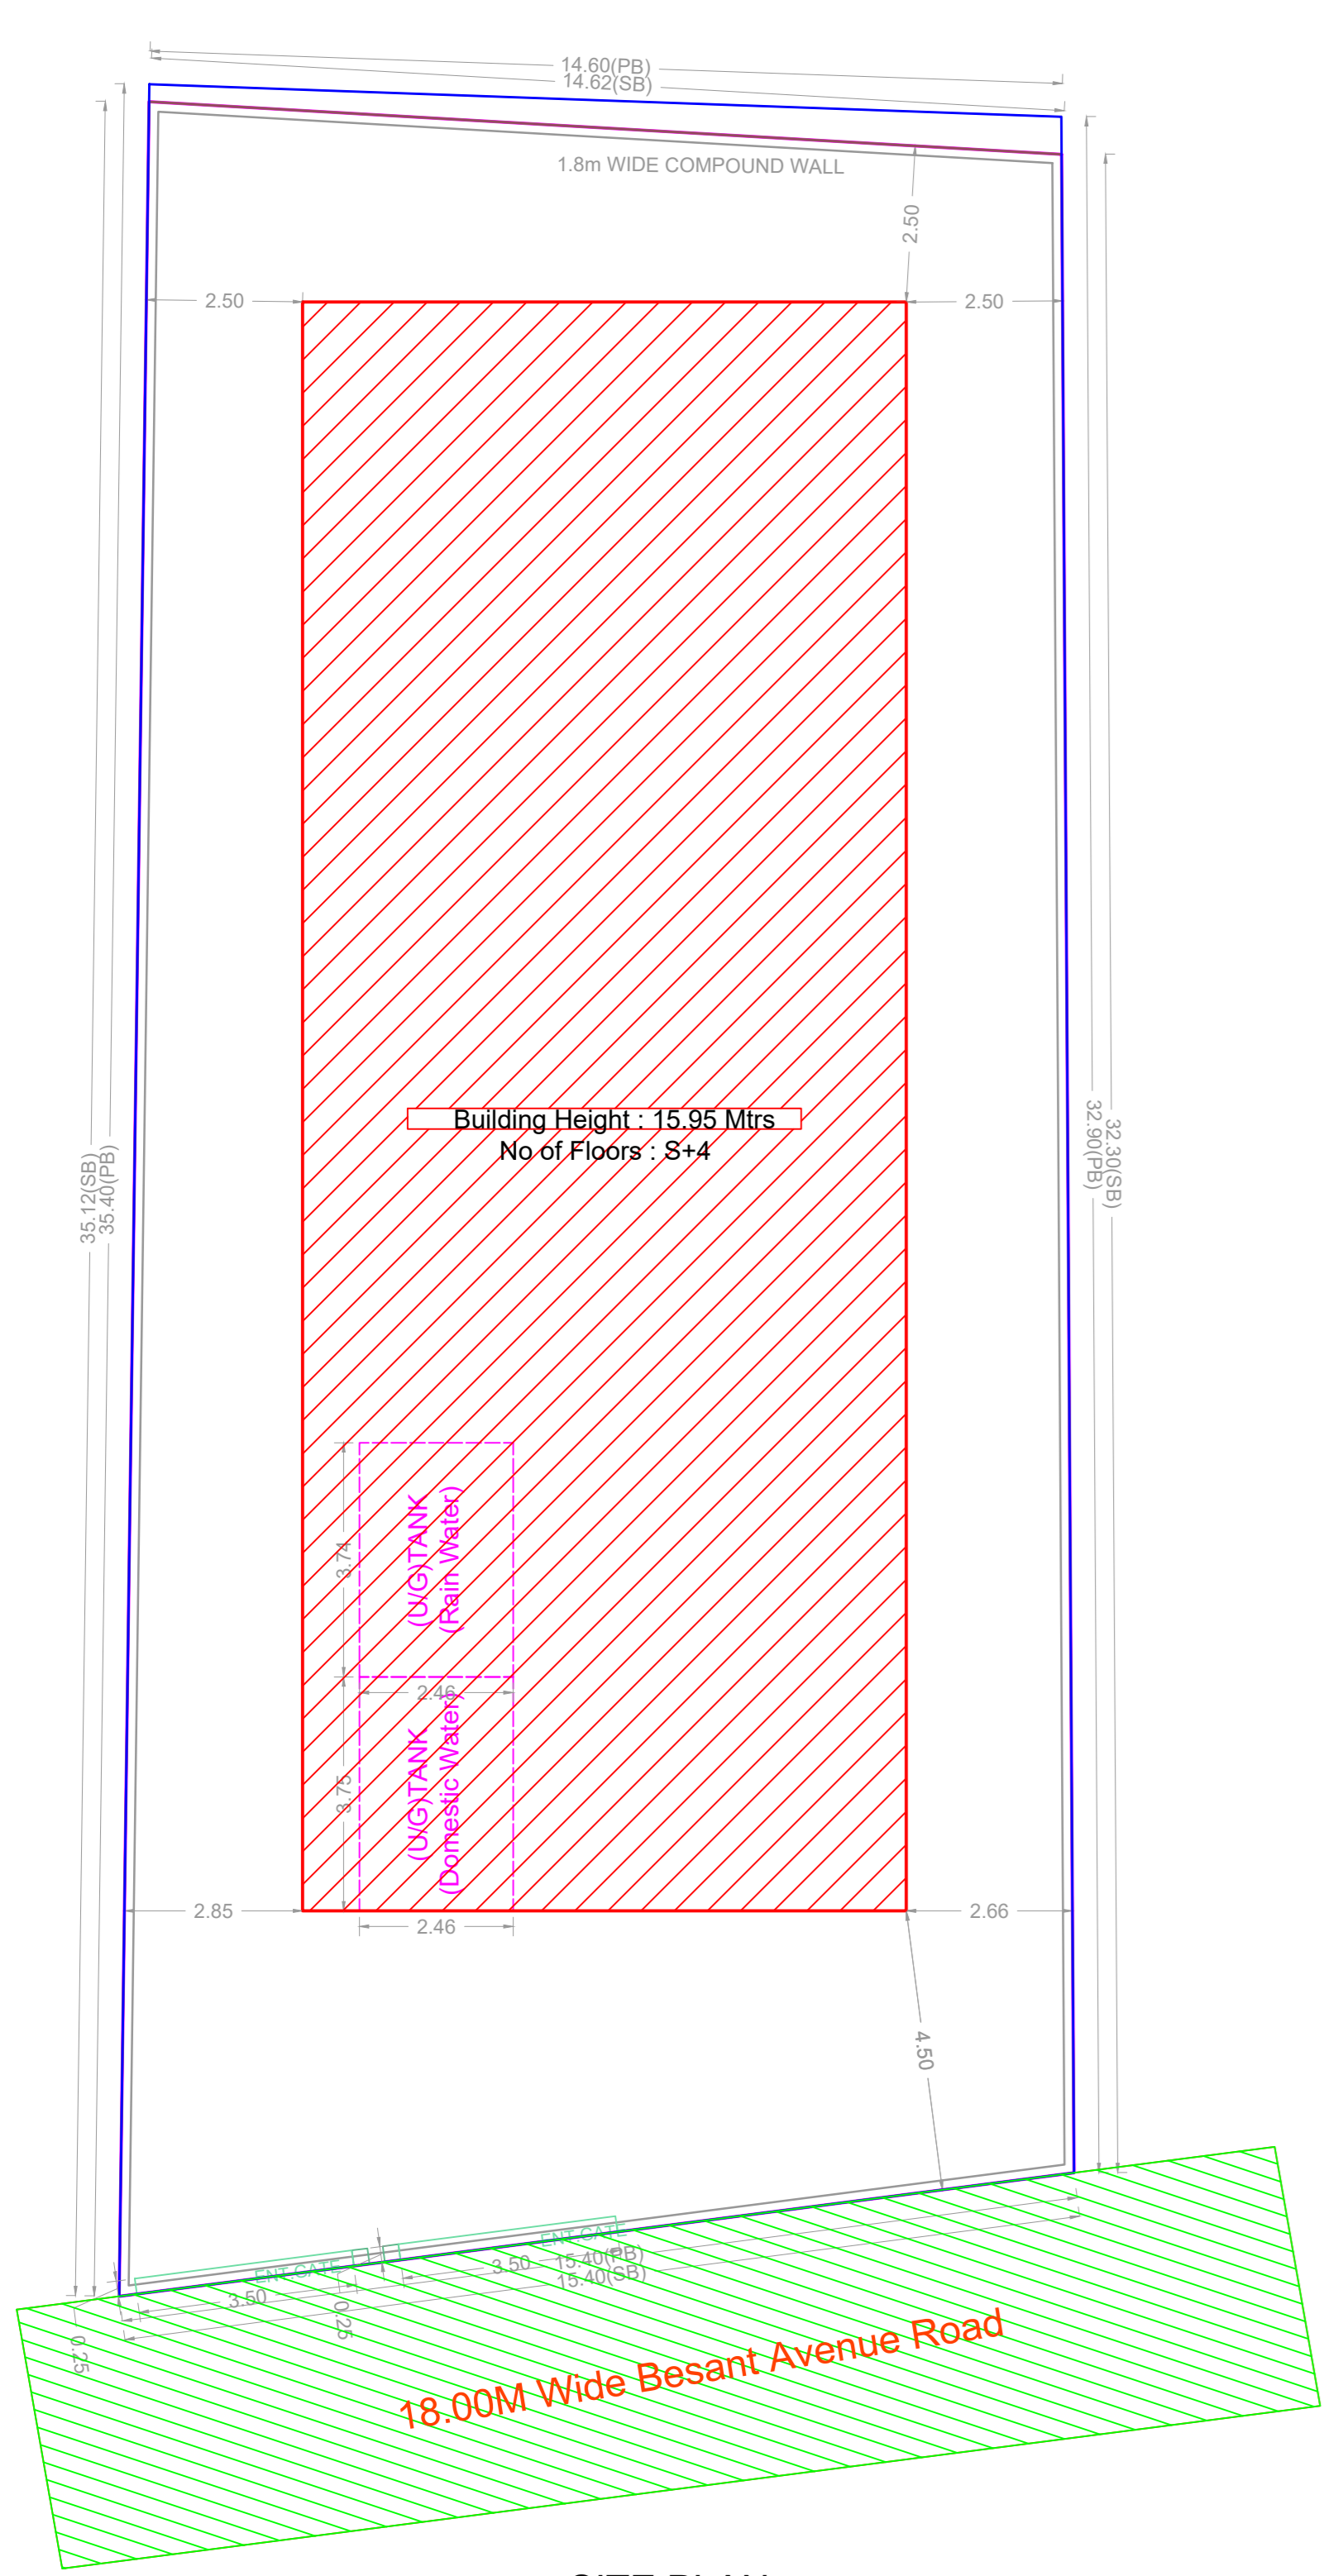 14.60(PB)
14.62(SB)
1.8m WIDE COMPOUND WALL
2.50
2.50
2.50
Building Height : 15.95 Mtrs
No of Floors : S+4
35.12(SB)
35.40(PB)
32.90(PB)
32.30(SB)
(U/G)TANK
(Rain Water)
3.74
2.46
(U/G)TANK
(Domestic Water)
3.75
2.85
2.66
2.46
4.50
ENT.GATE
ENT.GATE
3.50
15.40(PB)
15.40(SB)
3.50
0.25
0.25
18.00M Wide Besant Avenue Road